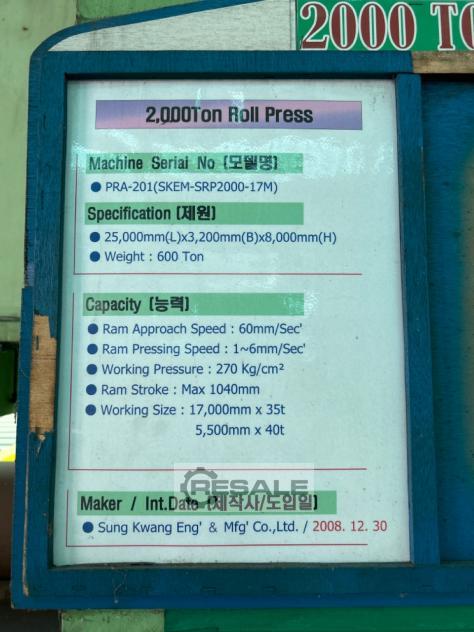 2000 TO
2,000Ton Roll Press
Machine Serial No (모델명)
● PRA-201(SKEM-SRP2000-17M)
Specification (제원)
● 25,000mm(L)x3,200mm(B)x8,000mm(H)
● Weight : 600 Ton
Capacity (능력)
● Ram Approach Speed : 60mm/Sec'
● Ram Pressing Speed : 1~6mm/Sec'
● Working Pressure : 270 Kg/cm²
● Ram Stroke : Max 1040mm
● Working Size : 17,000mm x 35t
5,500mm x 40t
RESALE
Maker / Int.Date (제작사/도입일)
● Sung Kwang Eng' & Mfg' Co.,Ltd. / 2008. 12. 30